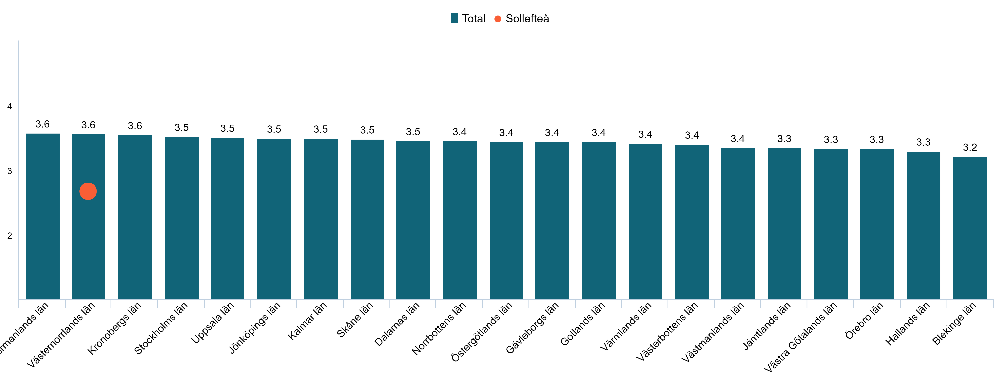 Total Sollefteå
4
3
2
3.6 3.6 3.6 3.5 3.5 3.5 3.5 3.5 3.5 3.4 3.4 3.4 3.4 3.4 3.4 3.4 3.3 3.3 3.3 3.3 3.2
ermanlands län
Västernorrlands län
Kronobergs län
Stockholms län
Uppsala län
Jönköpings län
Kalmar län
Skåne län
Dalarnas län
Norrbottens län
Östergötlands län
Gävleborgs län
Gotlands län
Värmlands län
Västerbottens län
Västmanlands län
Jämtlands län
Västra Götalands län
Örebro län
Hallands län
Blekinge län